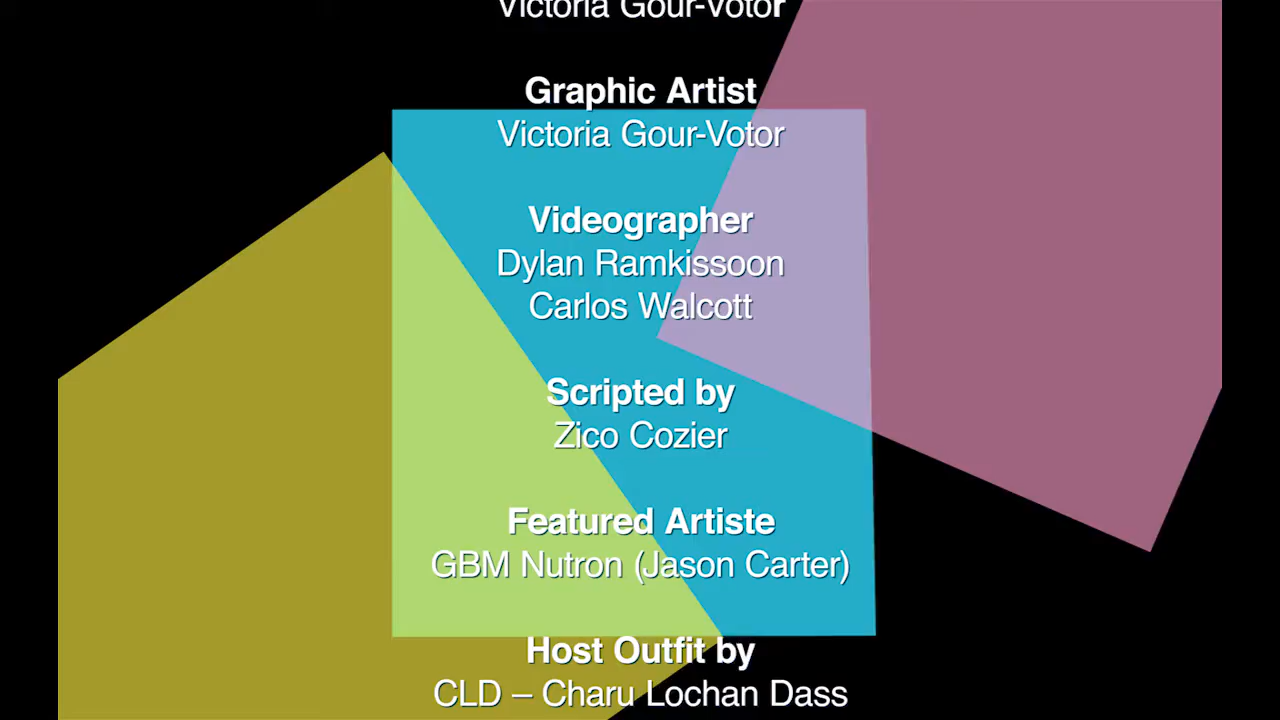 Victoria Gour-Votor
Graphic Artist
Victoria Gour-Votor
Videographer
Dylan Ramkissoon
Carlos Walcott
Scripted by
Zico Cozier
Featured Artiste
GBM Nutron (Jason Carter)
Host Outfit by
CLD – Charu Lochan Dass